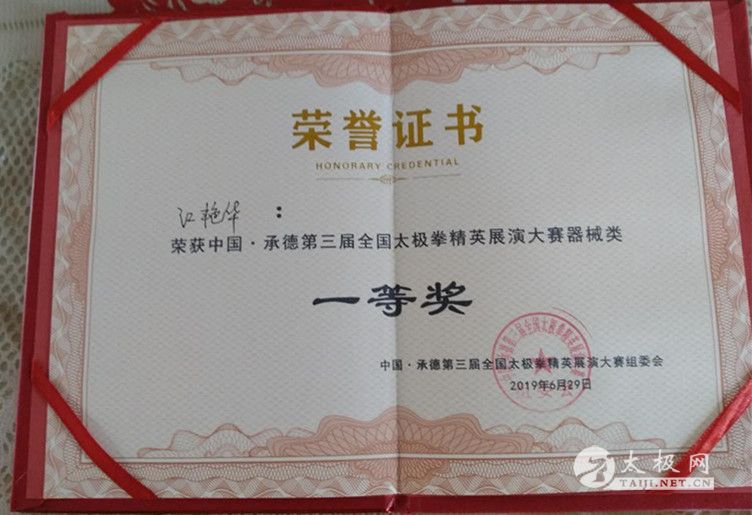 荣誉证书
HONORARY CREDENTIAL
江艳华：
荣获中国·承德第三届全国太极拳精英展演大赛器械类
一等奖
中国·承德第三届全国太极拳精英展演大赛组委会
2019年6月29日
组委会
太极网
TAIJI.NET.CN